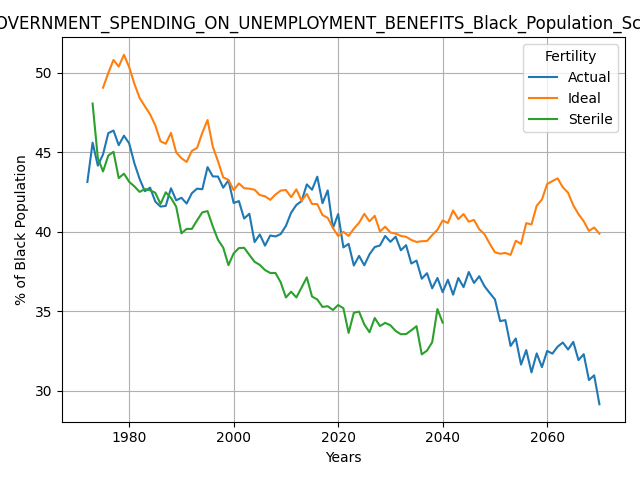 OVERNMENT_SPENDING_ON_UNEMPLOYMENT_BENEFITS_Black_Population_Sc
Fertility
Actual
Ideal
Sterile
% of Black Population
50
45
40
35
30
1980
2000
2020
2040
2060
Years